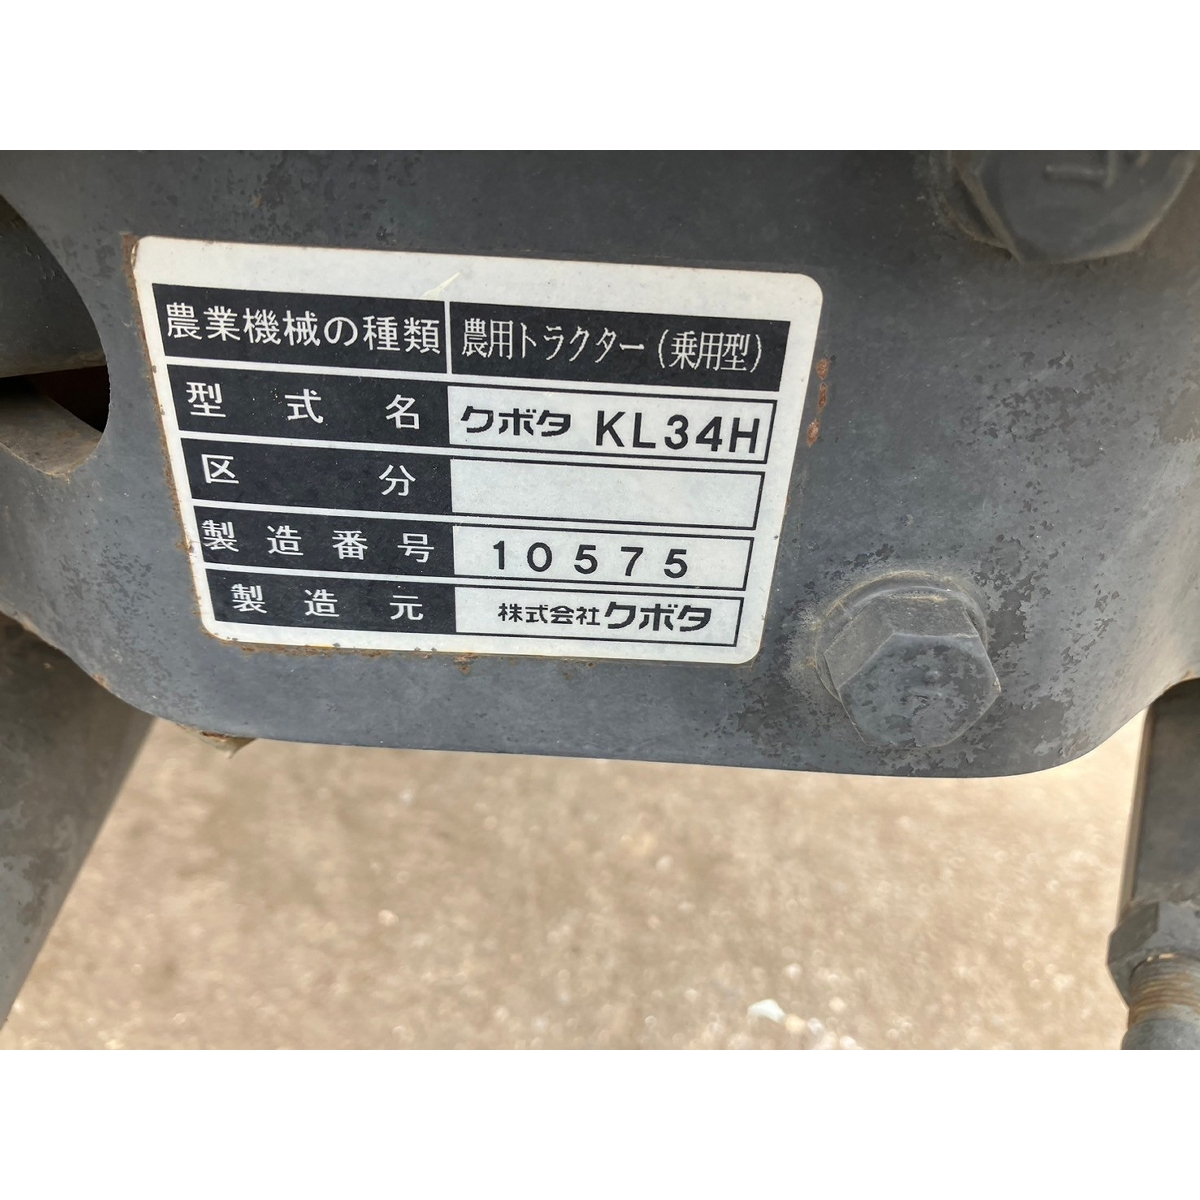 農業機械の種類 農用トラクター(乗用型)
型式名 クボタ KL34H
区分
製造番号 10575
製造元 株式会社クボタ